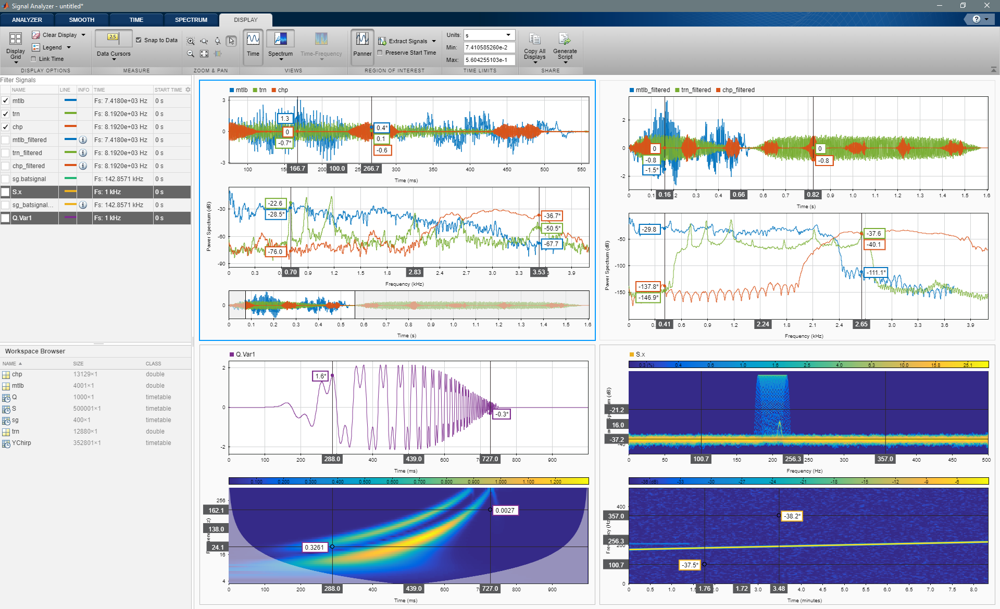 Signal Analyzer - untitled*
ANALYZER SMOOTH TIME SPECTRUM DISPLAY
Display Grid
Clear Display
Legend
Link Time
DISPLAY OPTIONS
2.5
Data Cursors
Snap to Data
MEASURE
ZOOM & PAN
Time
Spectrum
Time-Frequency
VIEWS
Panner
Extract Signals
Preserve Start Time
REGION OF INTEREST
Units: s
Min: 7.410585260e-2
Max: 5.604255103e-1
TIME LIMITS
Copy All Displays
Generate Script
SHARE
Filter Signals
NAME LINE INFO TIME START TIME
mtlb Fs: 7.4180e+03 Hz 0 s
trn Fs: 8.1920e+03 Hz 0 s
chp Fs: 8.1920e+03 Hz 0 s
mtlb_filtered Fs: 7.4180e+03 Hz 0 s
trn_filtered Fs: 8.1920e+03 Hz 0 s
chp_filtered Fs: 8.1920e+03 Hz 0 s
sg.batsignal Fs: 142.8571 kHz 0 s
S.x Fs: 1 kHz 0 s
sg_batsignal... Fs: 142.8571 kHz 0 s
Q.Var1 Fs: 1 kHz 0 s
Workspace Browser
NAME SIZE CLASS
chp 13129×1 double
mtlb 4001×1 double
Q 1000×1 timetable
S 500001×1 timetable
sg 400×1 timetable
trn 12880×1 double
YChirp 352801×1 timetable
mtlb trn chp
3
0
-3
1.3
0
-0.7*
0.4*
0.1
-0.6
100 166.7 200 100.0 266.7 300 350 400 450 500 550
Time (ms)
Power Spectrum (dB)
-30
-60
-90
-22.6
-28.5*
-76.0
-36.7*
-50.5*
-67.7
0 0.3 0.70 0.9 1.2 1.5 1.8 2.83 2.4 2.7 3.0 3.3 3.53 3.9
Frequency (kHz)
0
0 0.1 0.2 0.3 0.4 0.5 0.6 0.7 0.8 0.9 1.0 1.1 1.2 1.3 1.4 1.5 1.6
Time (s)
mtlb_filtered trn_filtered chp_filtered
2
0
-2
0
-0.8
-1.5*
0
-0.8
0 0.1 0.16 0.3 0.4 0.66 0.6 0.7 0.82 0.9 1.0 1.1 1.2 1.3 1.4 1.5 1.6
Time (s)
Power Spectrum (dB)
-50
-100
-150
-29.8
-137.8*
-146.9*
-37.6
-40.1
-111.1*
0 0.41 0.6 0.9 1.2 2.24 1.8 2.1 2.4 2.65 3.0 3.3 3.6 3.9
Frequency (kHz)
Q.Var1
2
0
-2
1.6*
-0.3*
0 100 200 288.0 400 439.0 600 727.0 800 900
Time (ms)
0.100 0.200 0.300 0.400 0.500 0.600 0.700 0.800 0.900 1.000 1.100 1.200
256
162.1
138.0
24.1
16
4
0.3261
0.0027
0 100 200 288.0 400 439.0 600 727.0 800 900
Time (ms)
S.x
0.3 (%) 0.4 0.6 1.0 1.6 2.5 4.0 6.3 10.0 15.8 25.1
-21.2
16.0
-37.2
-40
0 50 100.7 150 200 256.3 250 300 357.0 400 450 500
Frequency (Hz)
-36 (dB) -33 -30 -27 -24 -21 -18 -15 -12 -9 -6
400
357.0
256.3
200
100.7
0
-38.2*
-37.5*
0 0.5 1.0 1.76 2.0 1.72 3.0 3.48 4.0 4.5 5.0 5.5 6.0 6.5 7.0 7.5 8.0
Time (minutes)